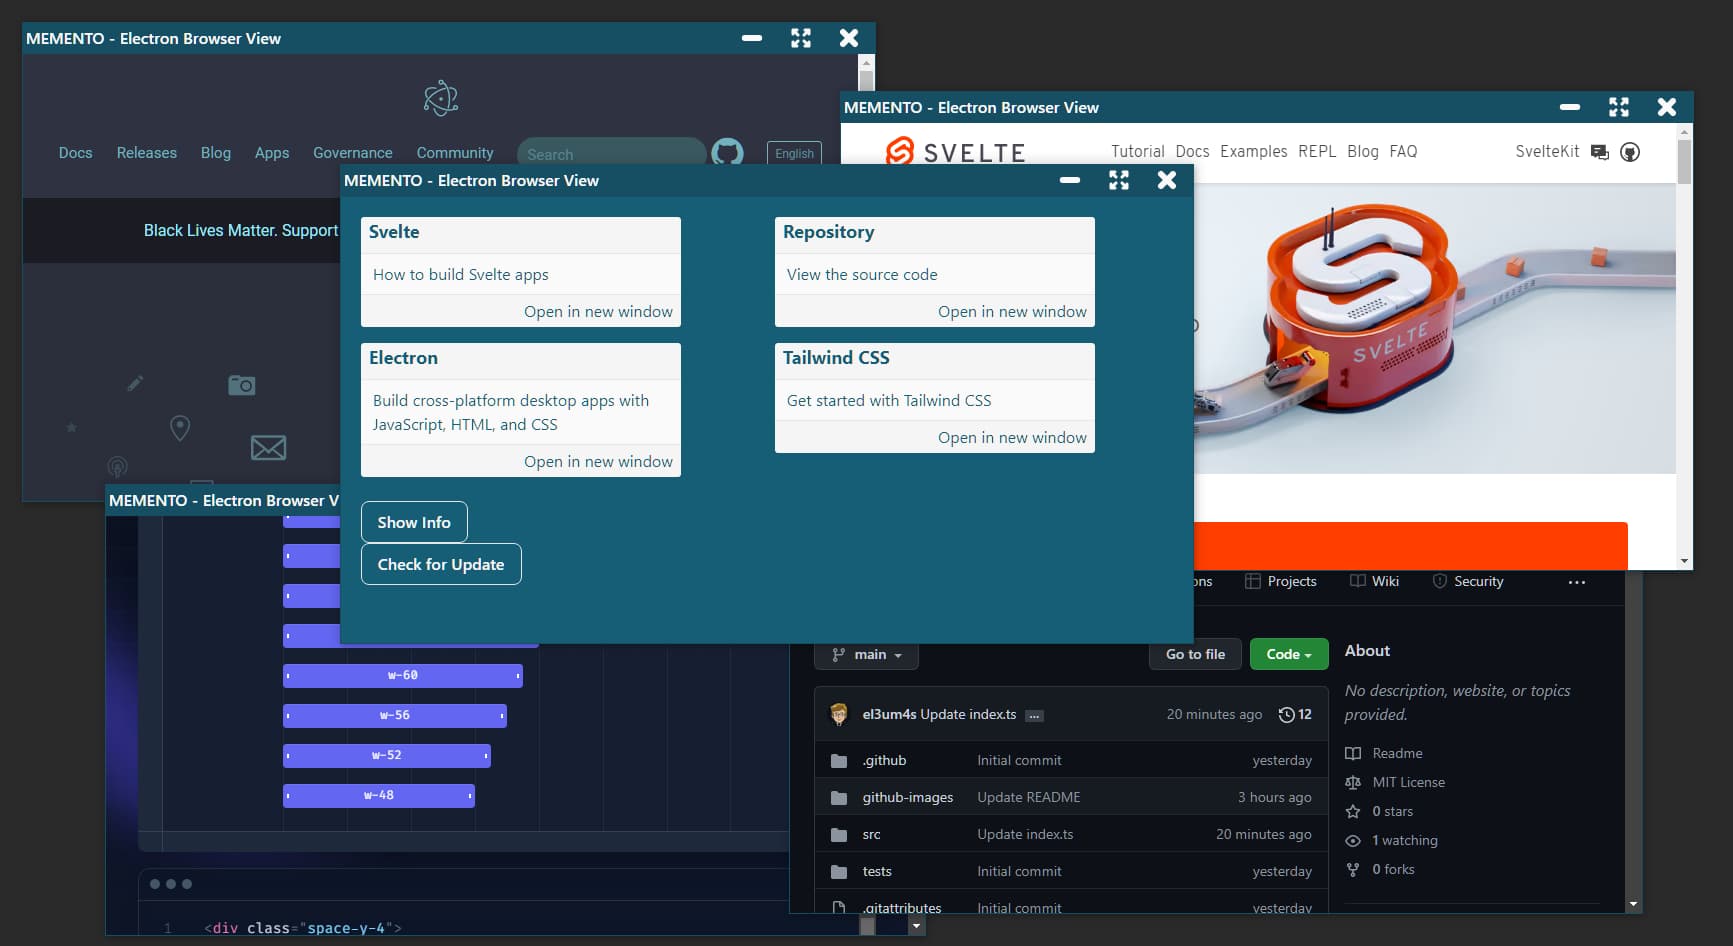 MEMENTO - Electron Browser View
Docs Releases Blog Apps Governance Community Search English
Black Lives Matter. Support
MEMENTO - Electron Browser View
SVELTE
Tutorial Docs Examples REPL Blog FAQ SvelteKit
SVELTE
MEMENTO - Electron Browser View
Svelte
How to build Svelte apps
Open in new window
Repository
View the source code
Open in new window
Electron
Build cross-platform desktop apps with
JavaScript, HTML, and CSS
Open in new window
Tailwind CSS
Get started with Tailwind CSS
Open in new window
Show Info
Check for Update
MEMENTO - Electron Browser V
w-60
w-56
w-52
w-48
1 <div class="space-y-4">
ons Projects Wiki Security ...
main Go to file Code
el3um4s Update index.ts ... 20 minutes ago 12
.github Initial commit yesterday
github-images Update README 3 hours ago
src Update index.ts 20 minutes ago
tests Initial commit yesterday
.gitattributes Initial commit yesterday
About
No description, website, or topics
provided.
Readme
MIT License
0 stars
1 watching
0 forks